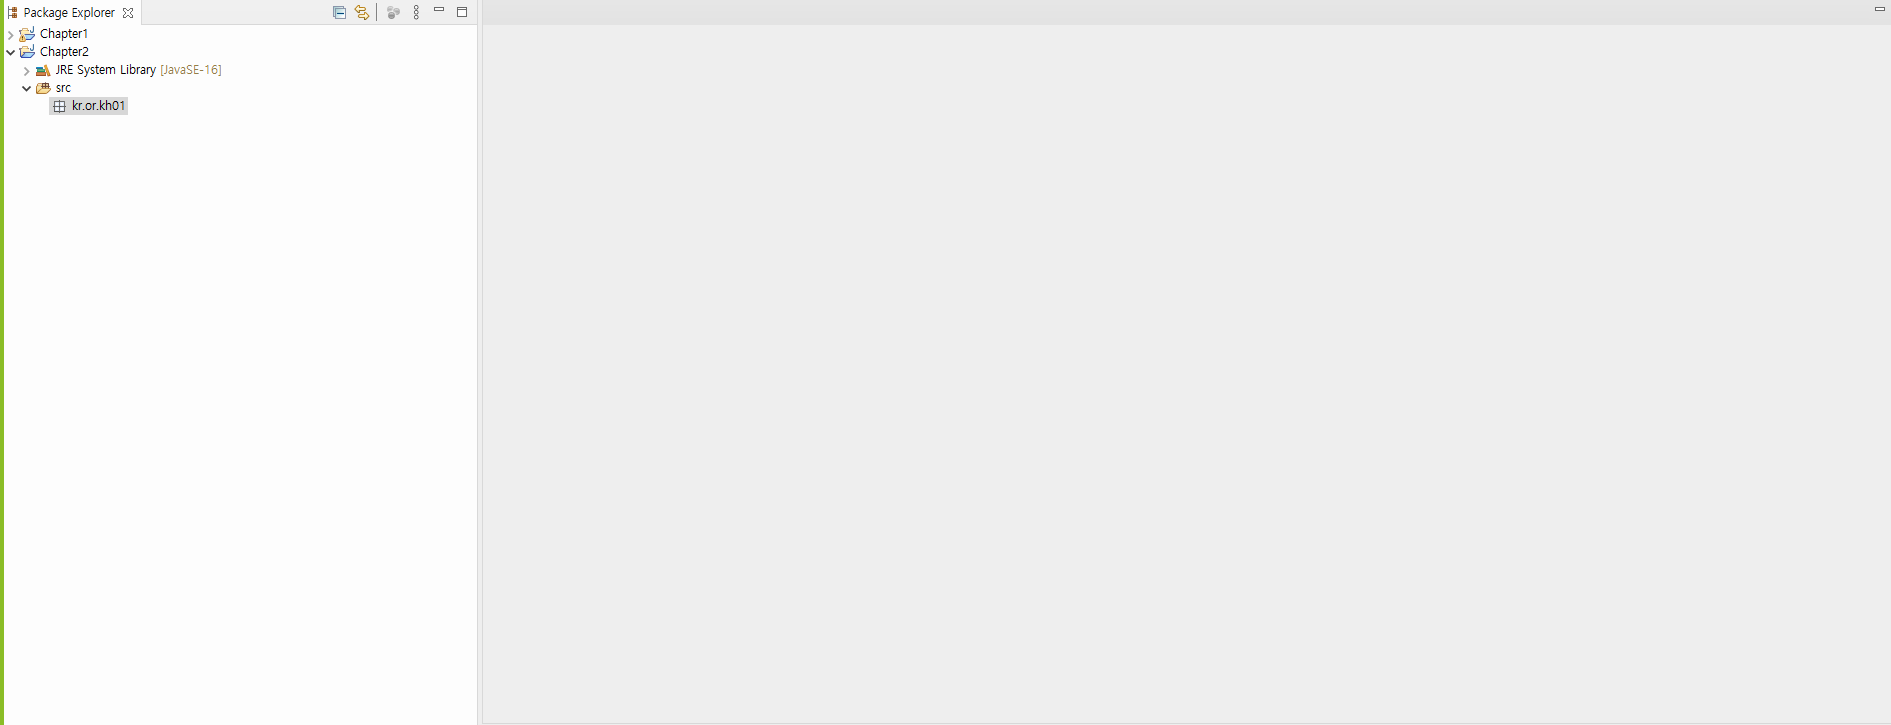 Package Explorer
Chapter1
Chapter2
JRE System Library [JavaSE-16]
src
kr.or.kh01